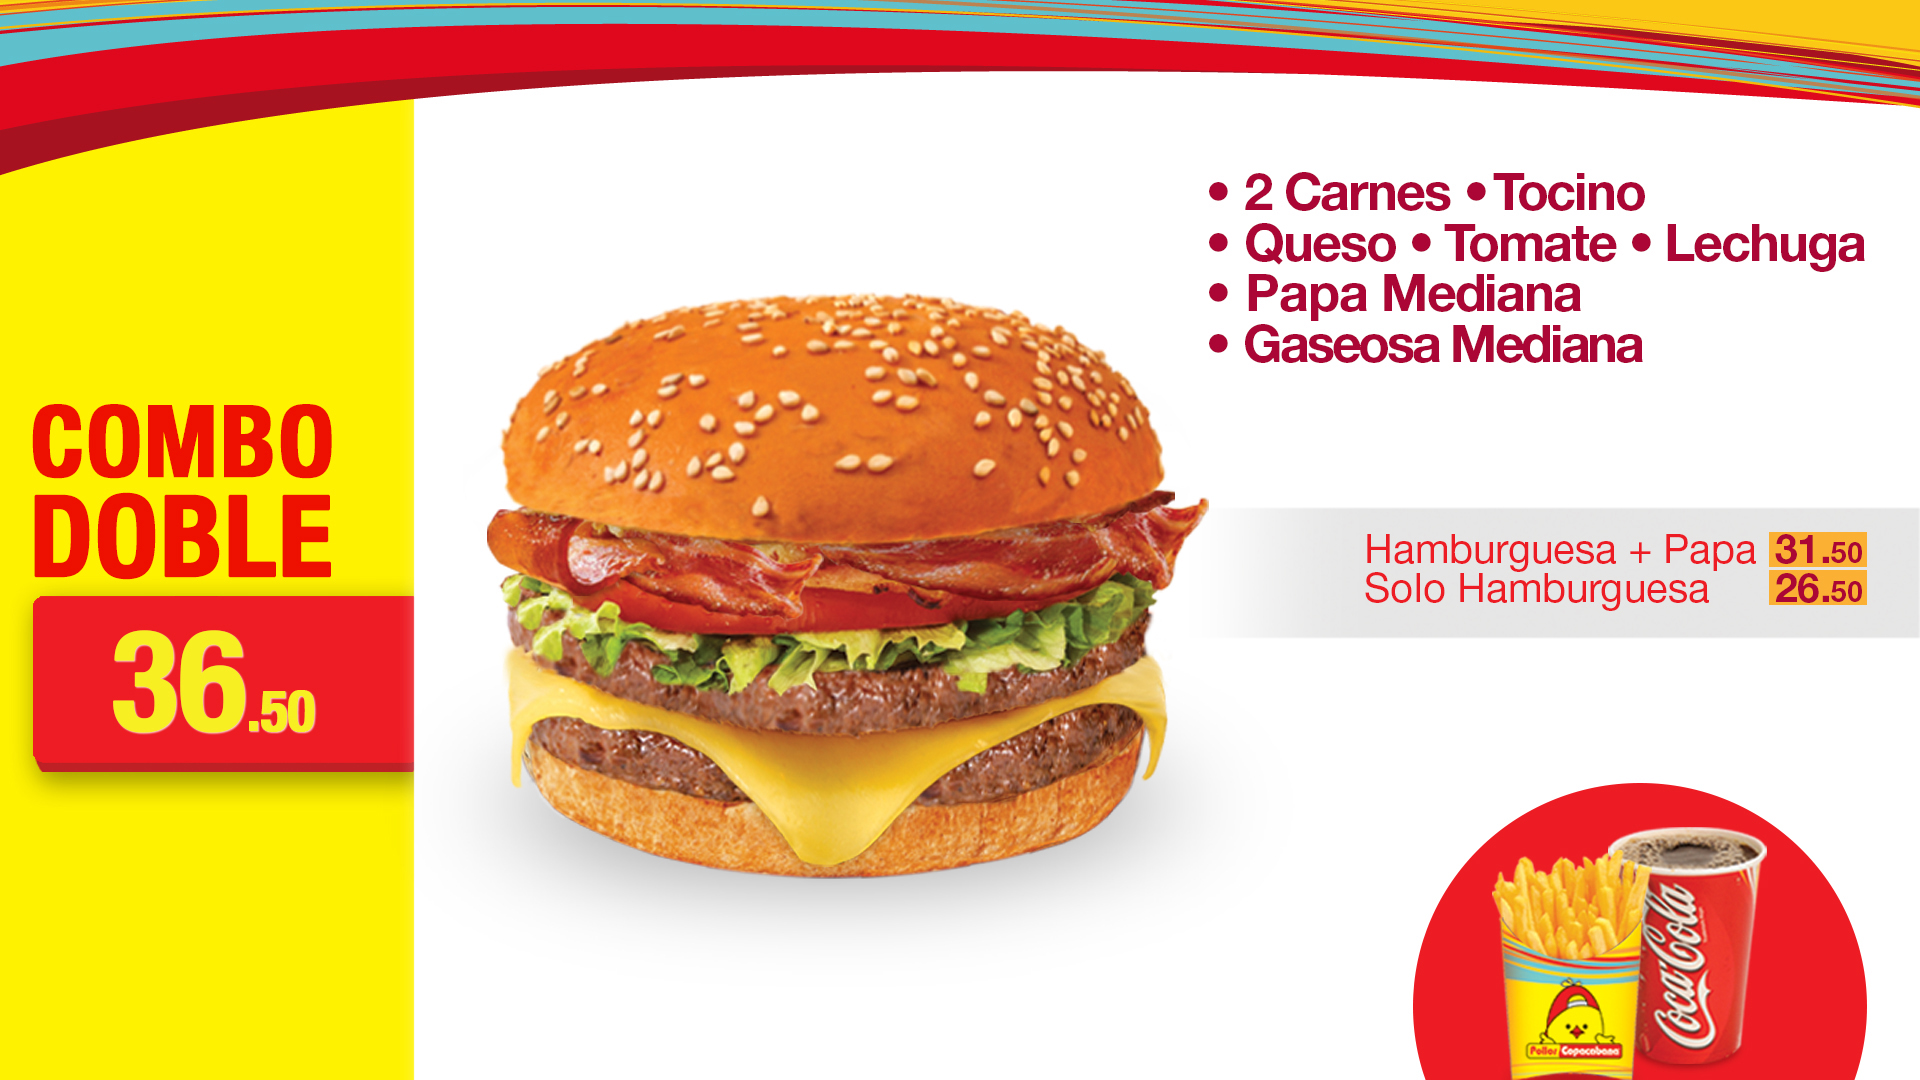 COMBO
DOBLE
36.50
• 2 Carnes • Tocino
• Queso • Tomate • Lechuga
• Papa Mediana
• Gaseosa Mediana
Hamburguesa + Papa 31.50
Solo Hamburguesa 26.50
Coca-Cola
Pollos Copacabana